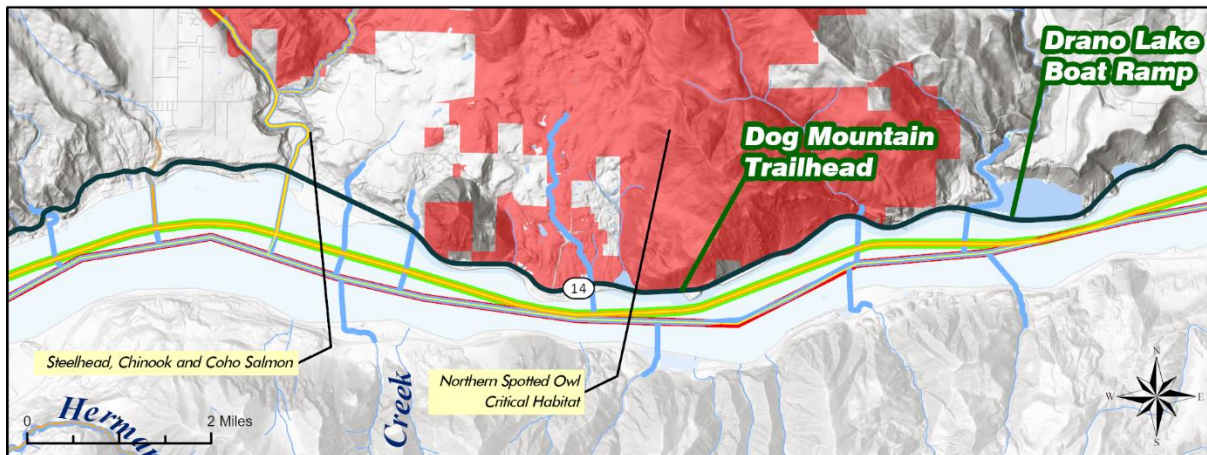 Drano Lake
Boat Ramp
Dog Mountain
Trailhead
14
Steelhead, Chinook and Coho Salmon
Northern Spotted Owl
Critical Habitat
Creek
Herman
0
2 Miles
N
W
E
S